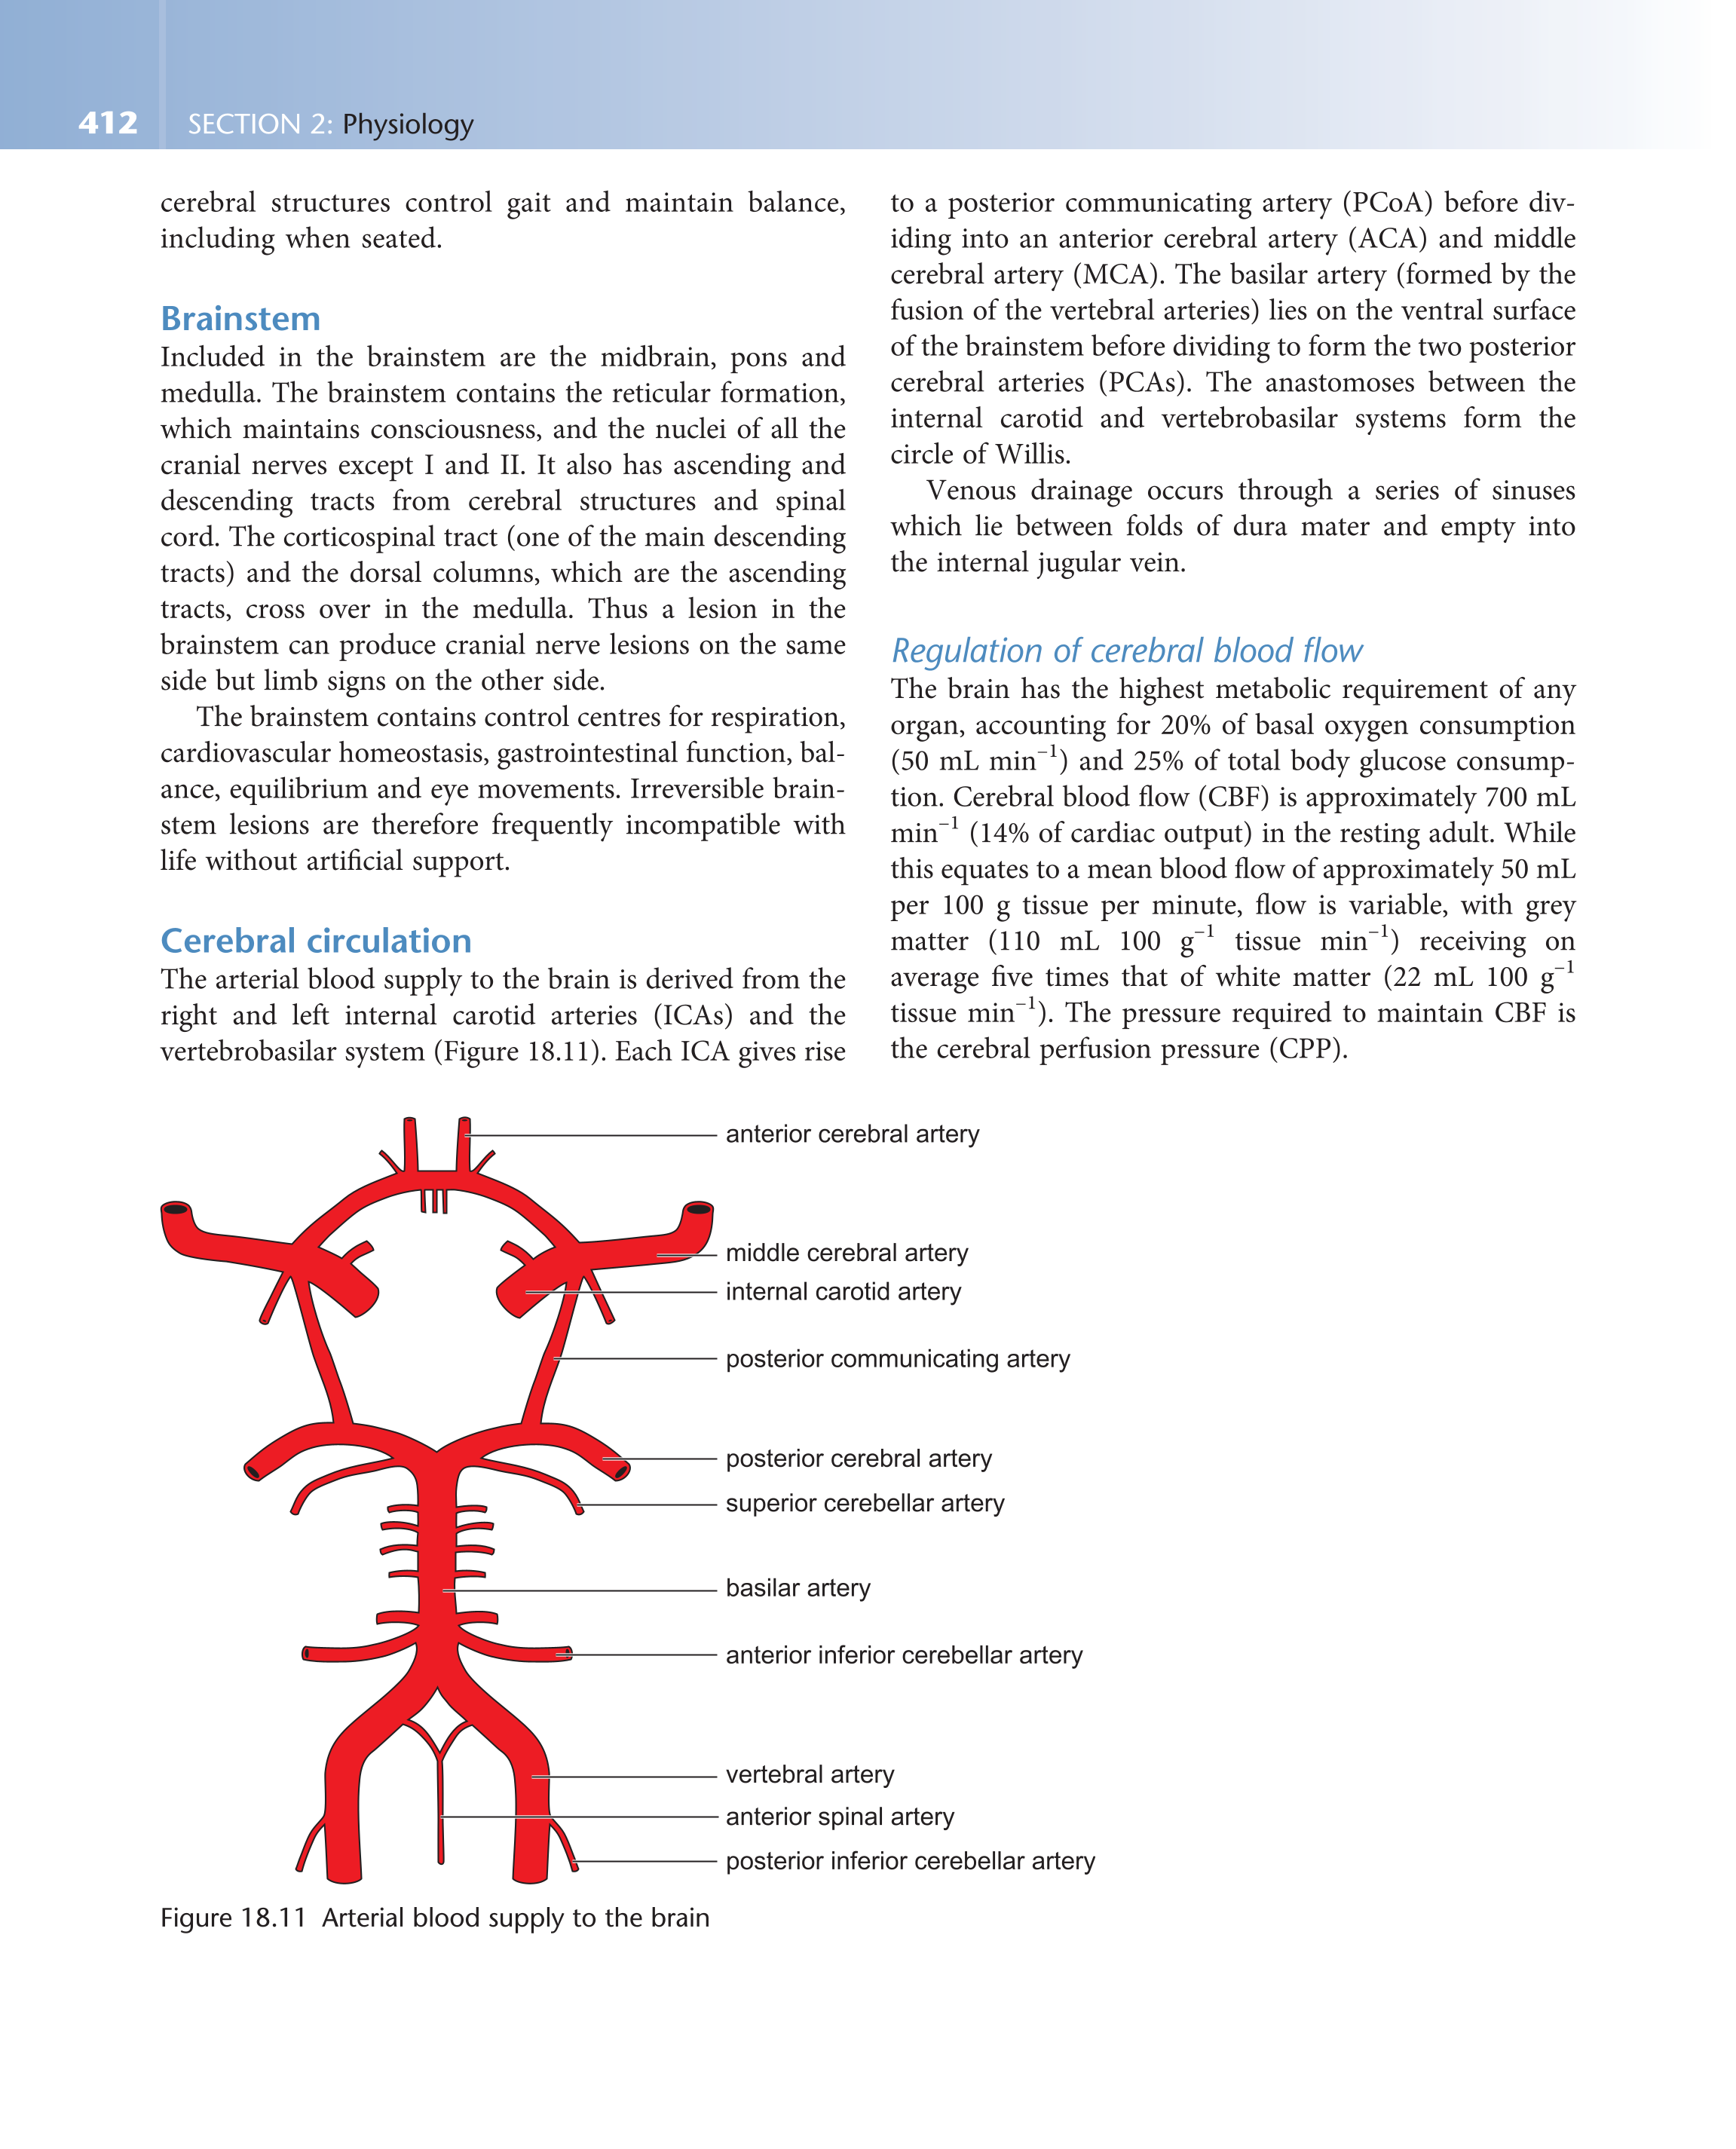 412 SECTION 2: Physiology
cerebral structures control gait and maintain balance,
including when seated.
Brainstem
Included in the brainstem are the midbrain, pons and
medulla. The brainstem contains the reticular formation,
which maintains consciousness, and the nuclei of all the
cranial nerves except I and II. It also has ascending and
descending tracts from cerebral structures and spinal
cord. The corticospinal tract (one of the main descending
tracts) and the dorsal columns, which are the ascending
tracts, cross over in the medulla. Thus a lesion in the
brainstem can produce cranial nerve lesions on the same
side but limb signs on the other side.
The brainstem contains control centres for respiration,
cardiovascular homeostasis, gastrointestinal function, bal-
ance, equilibrium and eye movements. Irreversible brain-
stem lesions are therefore frequently incompatible with
life without artificial support.
Cerebral circulation
The arterial blood supply to the brain is derived from the
right and left internal carotid arteries (ICAs) and the
vertebrobasilar system (Figure 18.11). Each ICA gives rise
to a posterior communicating artery (PCoA) before div-
iding into an anterior cerebral artery (ACA) and middle
cerebral artery (MCA). The basilar artery (formed by the
fusion of the vertebral arteries) lies on the ventral surface
of the brainstem before dividing to form the two posterior
cerebral arteries (PCAs). The anastomoses between the
internal carotid and vertebrobasilar systems form the
circle of Willis.
Venous drainage occurs through a series of sinuses
which lie between folds of dura mater and empty into
the internal jugular vein.
Regulation of cerebral blood flow
The brain has the highest metabolic requirement of any
organ, accounting for 20% of basal oxygen consumption
(50 mL min⁻¹) and 25% of total body glucose consump-
tion. Cerebral blood flow (CBF) is approximately 700 mL
min⁻¹ (14% of cardiac output) in the resting adult. While
this equates to a mean blood flow of approximately 50 mL
per 100 g tissue per minute, flow is variable, with grey
matter (110 mL 100 g⁻¹ tissue min⁻¹) receiving on
average five times that of white matter (22 mL 100 g⁻¹
tissue min⁻¹). The pressure required to maintain CBF is
the cerebral perfusion pressure (CPP).
anterior cerebral artery
middle cerebral artery
internal carotid artery
posterior communicating artery
posterior cerebral artery
superior cerebellar artery
basilar artery
anterior inferior cerebellar artery
vertebral artery
anterior spinal artery
posterior inferior cerebellar artery
Figure 18.11 Arterial blood supply to the brain